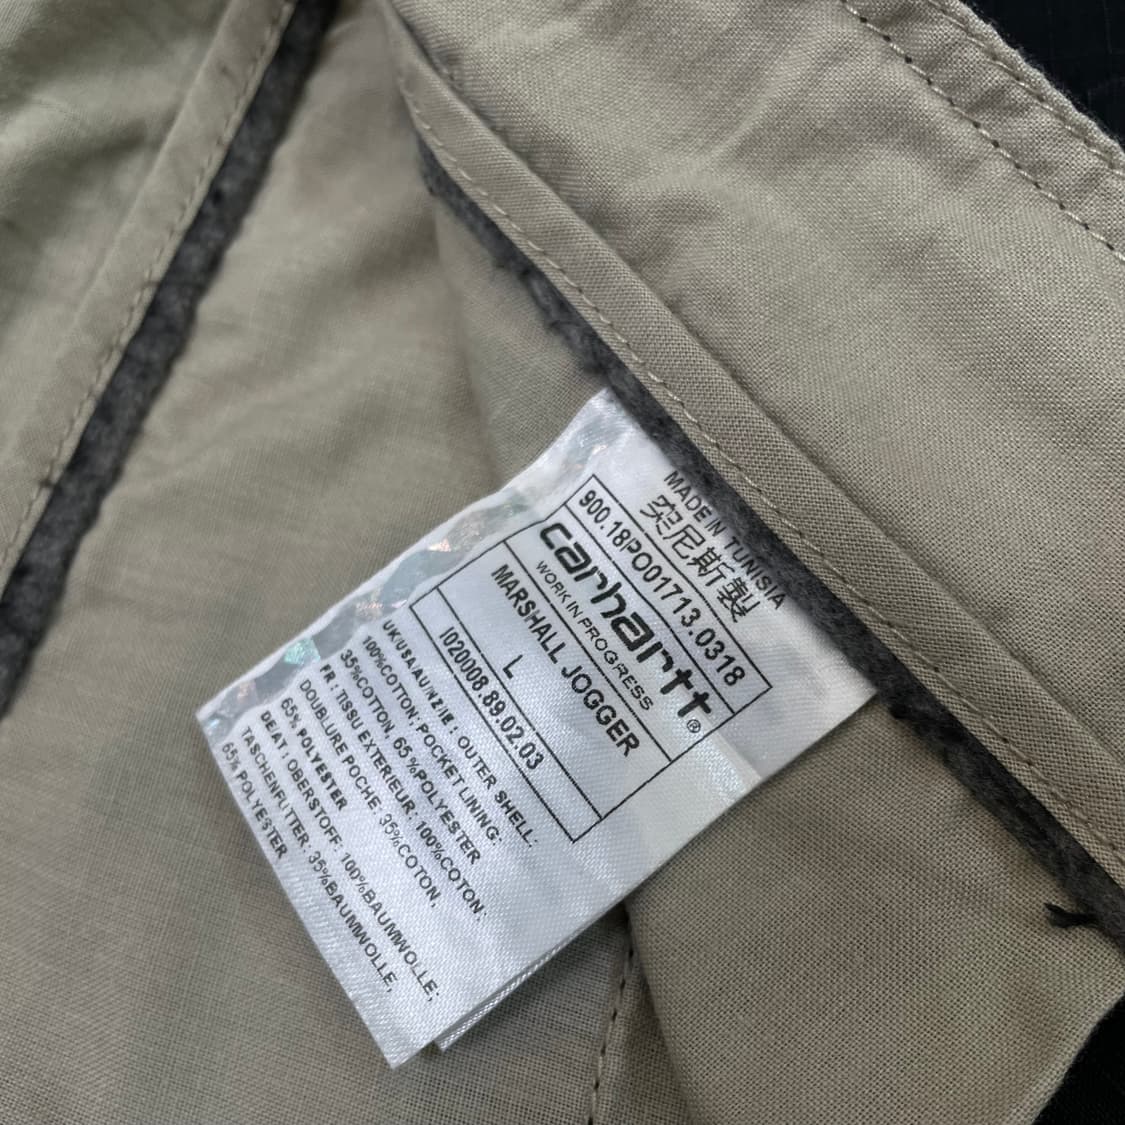 MADE IN TUNISIA
突尼斯製
900.18PO01713.0318
carhartt®
WORK IN PROGRESS
MARSHALL JOGGER
L
I020008.89.02.03
UK/USA/AU/NZ/IE : OUTER SHELL:
100%COTTON; POCKET LINING:
35%COTTON, 65%POLYESTER
FR : TISSU EXTERIEUR: 100%COTON;
DOUBLURE POCHE: 35%COTON,
65% POLYESTER
DE/AT: OBERSTOFF: 100%BAUMWOLLE;
TASCHENFUTTER: 35%BAUMWOLLE,
65% POLYESTER